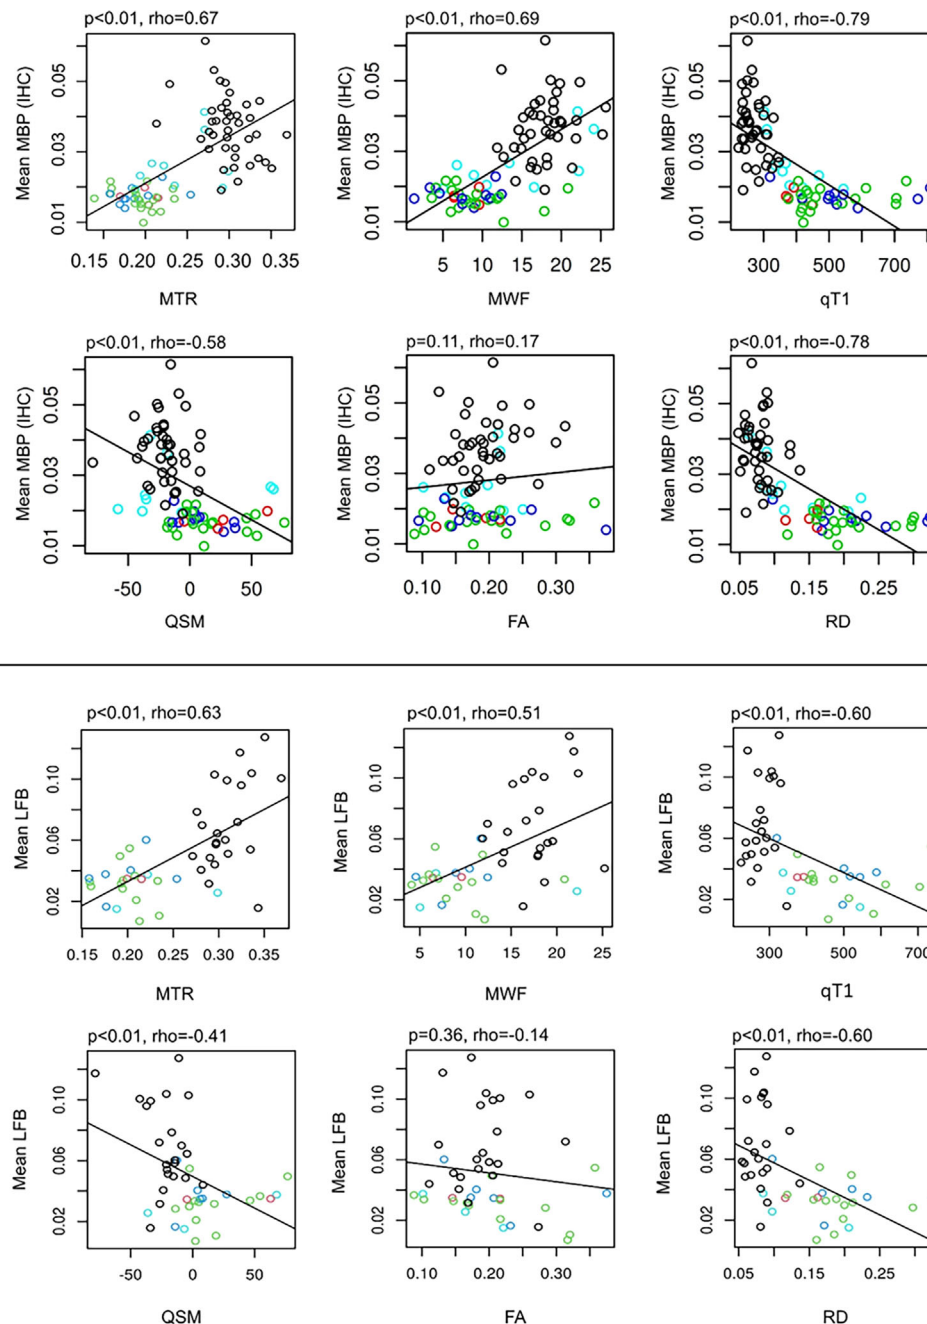 p<0.01, rho=0.67
p<0.01, rho=0.69
p<0.01, rho=-0.79
Mean MBP (IHC)
0.01 0.03 0.05
0.15 0.20 0.25 0.30 0.35
MTR
Mean MBP (IHC)
0.01 0.03 0.05
5 10 15 20 25
MWF
Mean MBP (IHC)
0.01 0.03 0.05
300 500 700
qT1
p<0.01, rho=-0.58
p=0.11, rho=0.17
p<0.01, rho=-0.78
Mean MBP (IHC)
0.01 0.03 0.05
-50 0 50
QSM
Mean MBP (IHC)
0.01 0.03 0.05
0.10 0.20 0.30
FA
Mean MBP (IHC)
0.01 0.03 0.05
0.05 0.15 0.25
RD
p<0.01, rho=0.63
p<0.01, rho=0.51
p<0.01, rho=-0.60
Mean LFB
0.02 0.06 0.10
0.15 0.20 0.25 0.30 0.35
MTR
Mean LFB
0.02 0.06 0.10
5 10 15 20 25
MWF
Mean LFB
0.02 0.06 0.10
300 500 700
qT1
p<0.01, rho=-0.41
p=0.36, rho=-0.14
p<0.01, rho=-0.60
Mean LFB
0.02 0.06 0.10
-50 0 50
QSM
Mean LFB
0.02 0.06 0.10
0.10 0.20 0.30
FA
Mean LFB
0.02 0.06 0.10
0.05 0.15 0.25
RD